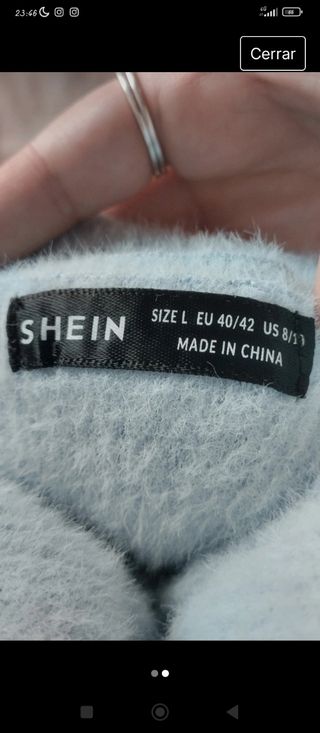 23:46
Cerrar
SHEIN
SIZE L EU 40/42 US
MADE IN CHINA